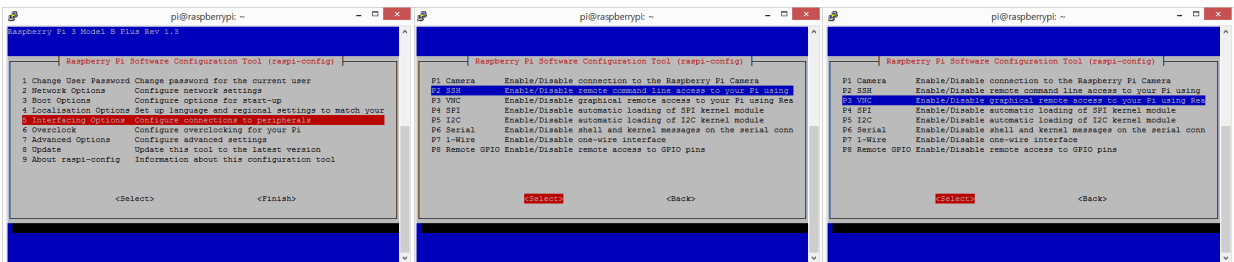 pi@raspberrypi: ~
Raspberry Pi 3 Model B Plus Rev 1.3
Raspberry Pi Software Configuration Tool (raspi-config)
1 Change User Password Change password for the current user
2 Network Options Configure network settings
3 Boot Options Configure options for start-up
4 Localisation Options Set up language and regional settings to match your
5 Interfacing Options Configure connections to peripherals
6 Overclock Configure overclocking for your Pi
7 Advanced Options Configure advanced settings
8 Update Update this tool to the latest version
9 About raspi-config Information about this configuration tool
<Select> <Finish>
pi@raspberrypi: ~
Raspberry Pi Software Configuration Tool (raspi-config)
P1 Camera Enable/Disable connection to the Raspberry Pi Camera
P2 SSH Enable/Disable remote command line access to your Pi using
P3 VNC Enable/Disable graphical remote access to your Pi using Rea
P4 SPI Enable/Disable automatic loading of SPI kernel module
P5 I2C Enable/Disable automatic loading of I2C kernel module
P6 Serial Enable/Disable shell and kernel messages on the serial conn
P7 1-Wire Enable/Disable one-wire interface
P8 Remote GPIO Enable/Disable remote access to GPIO pins
<Select> <Back>
pi@raspberrypi: ~
Raspberry Pi Software Configuration Tool (raspi-config)
P1 Camera Enable/Disable connection to the Raspberry Pi Camera
P2 SSH Enable/Disable remote command line access to your Pi using
P3 VNC Enable/Disable graphical remote access to your Pi using Rea
P4 SPI Enable/Disable automatic loading of SPI kernel module
P5 I2C Enable/Disable automatic loading of I2C kernel module
P6 Serial Enable/Disable shell and kernel messages on the serial conn
P7 1-Wire Enable/Disable one-wire interface
P8 Remote GPIO Enable/Disable remote access to GPIO pins
<Select> <Back>